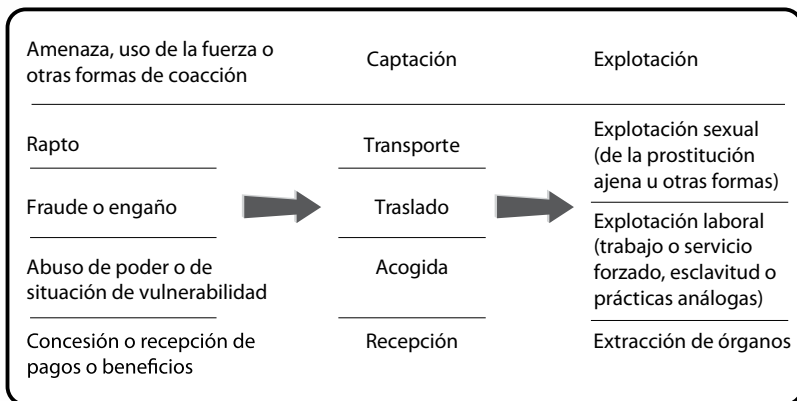 Amenaza, uso de la fuerza o
otras formas de coacción
Captación
Explotación
Rapto
Transporte
Explotación sexual
(de la prostitución
ajena u otras formas)
Fraude o engaño
Traslado
Explotación laboral
(trabajo o servicio
forzado, esclavitud o
prácticas análogas)
Abuso de poder o de
situación de vulnerabilidad
Acogida
Concesión o recepción de
pagos o beneficios
Recepción
Extracción de órganos